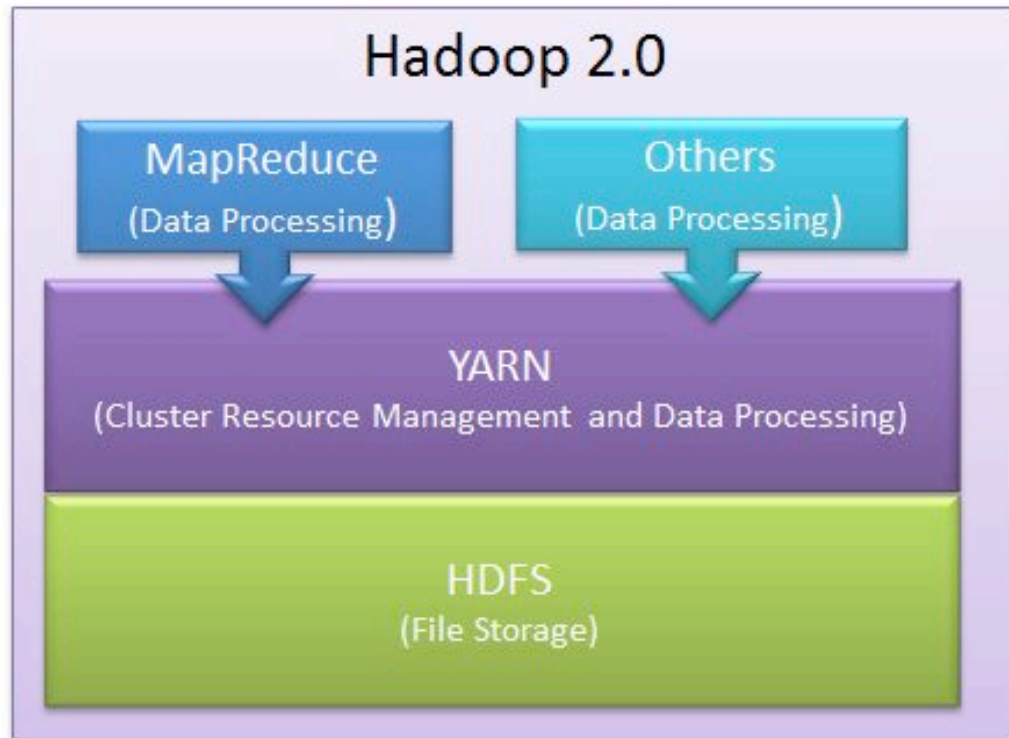 Hadoop 2.0
MapReduce
(Data Processing)
Others
(Data Processing)
YARN
(Cluster Resource Management and Data Processing)
HDFS
(File Storage)